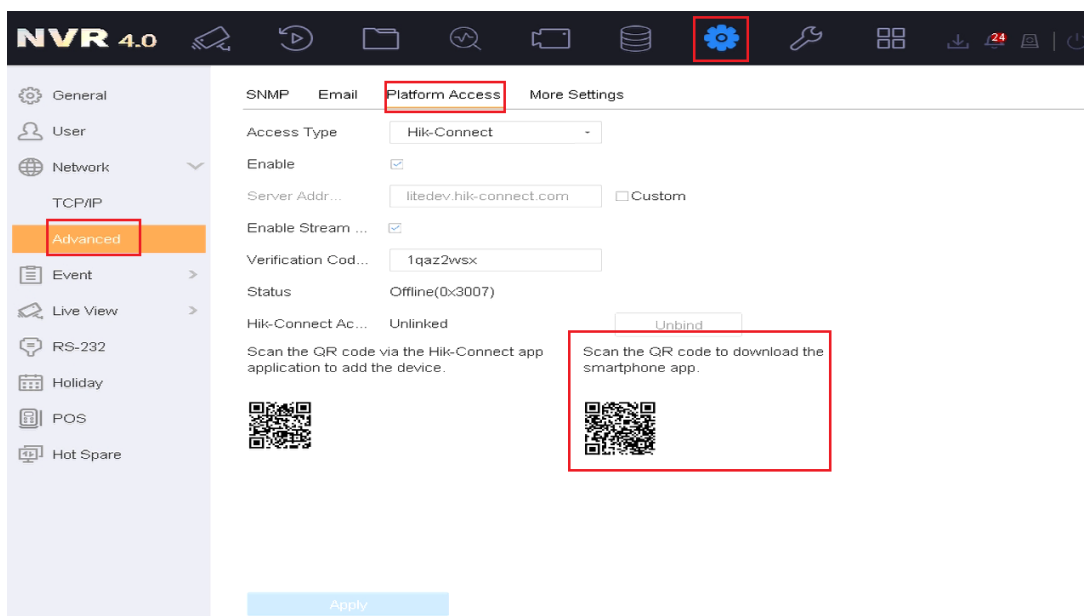 NVR 4.0
24
General
User
Network
TCP/IP
Advanced
Event
Live View
RS-232
Holiday
POS
Hot Spare
SNMP Email Platform Access More Settings
Access Type Hik-Connect
Enable
Server Addr... litedev.hik-connect.com Custom
Enable Stream ...
Verification Cod... 1qaz2wsx
Status Offline(0x3007)
Hik-Connect Ac... Unlinked Unbind
Scan the QR code via the Hik-Connect app
application to add the device.
Scan the QR code to download the
smartphone app.
Apply